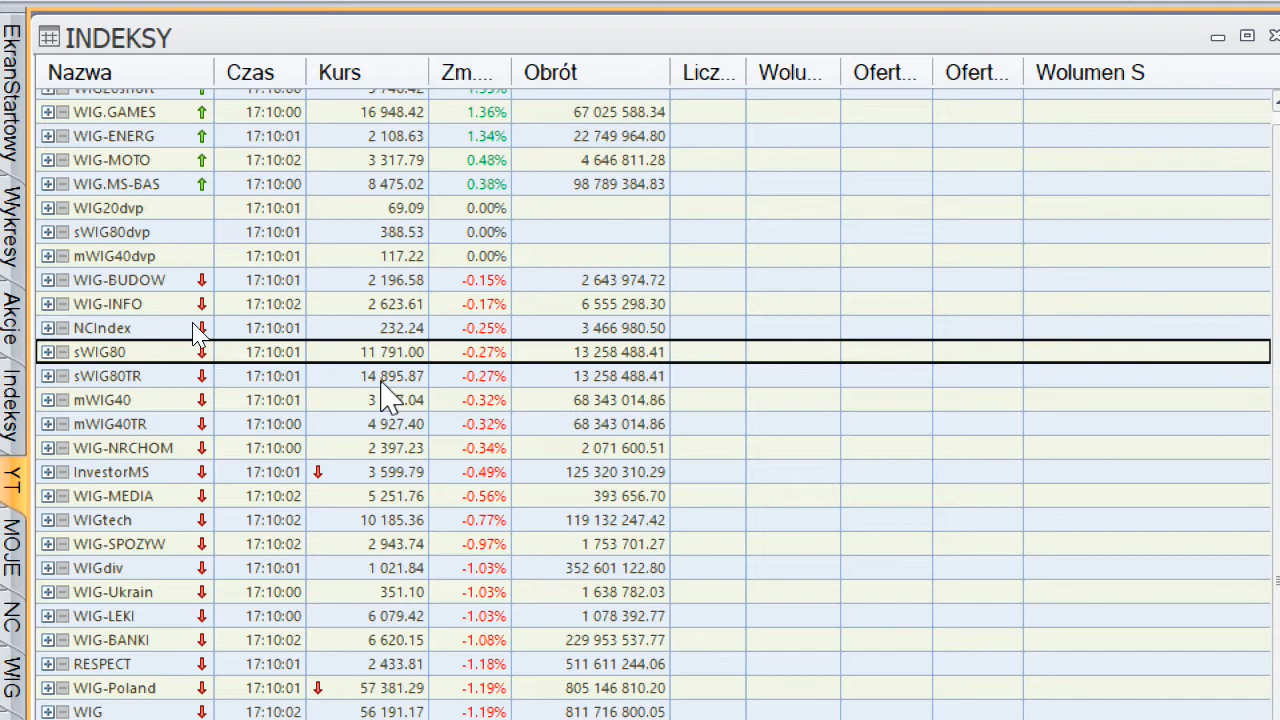 INDEKSY
Nazwa Czas Kurs Zm.... Obrót Licz... Wolu... Ofert... Ofert... Wolumen S
WIG.GAMES 17:10:00 16 948.42 1.36% 67 025 588.34
WIG-ENERG 17:10:01 2 108.63 1.34% 22 749 964.80
WIG-MOTO 17:10:02 3 317.79 0.48% 4 646 811.28
WIG.MS-BAS 17:10:00 8 475.02 0.38% 98 789 384.83
WIG20dvp 17:10:01 69.09 0.00%
sWIG80dvp 17:10:01 388.53 0.00%
mWIG40dvp 17:10:01 117.22 0.00%
WIG-BUDOW 17:10:01 2 196.58 -0.15% 2 643 974.72
WIG-INFO 17:10:02 2 623.61 -0.17% 6 555 298.30
NCIndex 17:10:01 232.24 -0.25% 3 466 980.50
sWIG80 17:10:01 11 791.00 -0.27% 13 258 488.41
sWIG80TR 17:10:01 14 895.87 -0.27% 13 258 488.41
mWIG40 17:10:01 -0.32% 68 343 014.86
mWIG40TR 17:10:00 4 927.40 -0.32% 68 343 014.86
WIG-NRCHOM 17:10:00 2 397.23 -0.34% 2 071 600.51
InvestorMS 17:10:01 3 599.79 -0.49% 125 320 310.29
WIG-MEDIA 17:10:02 5 251.76 -0.56% 393 656.70
WIGtech 17:10:02 10 185.36 -0.77% 119 132 247.42
WIG-SPOZYW 17:10:02 2 943.74 -0.97% 1 753 701.27
WIGdiv 17:10:01 1 021.84 -1.03% 352 601 122.80
WIG-Ukrain 17:10:00 351.10 -1.03% 1 638 782.03
WIG-LEKI 17:10:00 6 079.42 -1.03% 1 078 392.77
WIG-BANKI 17:10:02 6 620.15 -1.08% 229 953 537.77
RESPECT 17:10:01 2 433.81 -1.18% 511 611 244.06
WIG-Poland 17:10:01 57 381.29 -1.19% 805 146 810.20
WIG 17:10:02 56 191.17 -1.19% 811 716 800.05
EkranStartowy
Wykresy
Akcje
Indeksy
YT
MOJE
NC
WIG